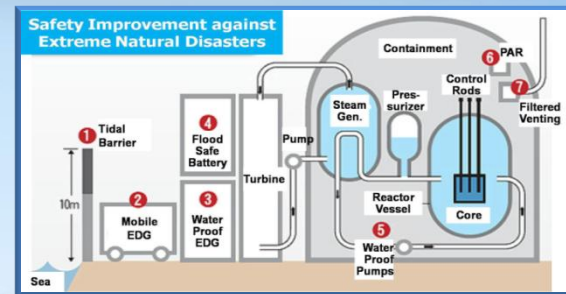 Safety Improvement against
Extreme Natural Disasters
Containment
6 PAR
Control
Rods
7
Filtered
Venting
Steam
Gen.
Pres-
surizer
1 Tidal
Barrier
4
Flood
Safe
Battery
Pump
Turbine
10m
2
Mobile
EDG
3
Water
Proof
EDG
Reactor
Vessel
Core
5
Water
Proof
Pumps
Sea